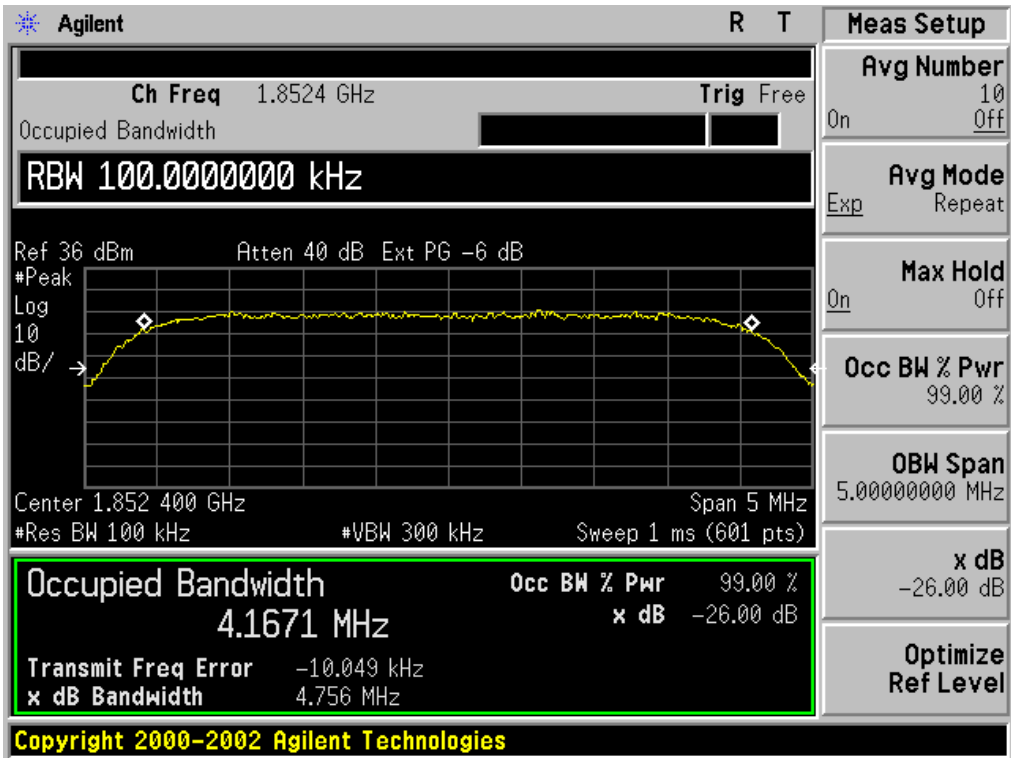 Agilent R T
Ch Freq 1.8524 GHz Trig Free
Occupied Bandwidth
RBW 100.0000000 kHz
Ref 36 dBm Atten 40 dB Ext PG -6 dB
#Peak
Log
10
dB/
Center 1.852 400 GHz Span 5 MHz
#Res BW 100 kHz #VBW 300 kHz Sweep 1 ms (601 pts)
Occupied Bandwidth Occ BW % Pwr 99.00 %
4.1671 MHz x dB -26.00 dB
Transmit Freq Error -10.049 kHz
x dB Bandwidth 4.756 MHz
Copyright 2000-2002 Agilent Technologies
Meas Setup
Avg Number
10
On Off
Avg Mode
Exp Repeat
Max Hold
On Off
Occ BW % Pwr
99.00 %
OBW Span
5.00000000 MHz
x dB
-26.00 dB
Optimize
Ref Level